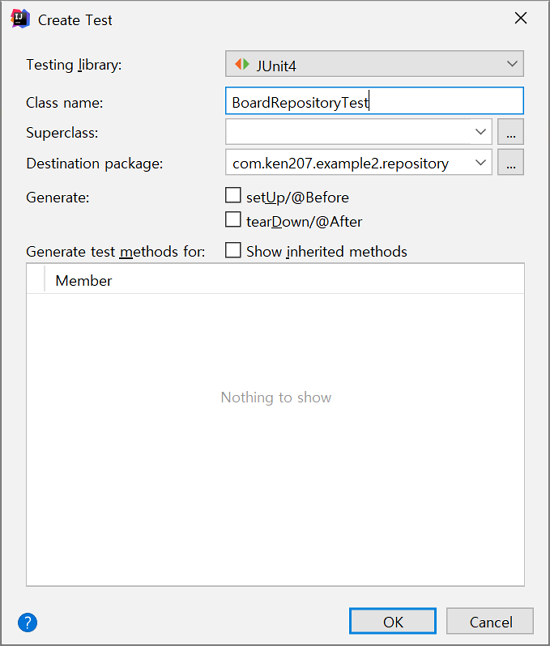 Create Test
Testing library: JUnit4
Class name: BoardRepositoryTest
Superclass: ...
Destination package: com.ken207.example2.repository ...
Generate: setUp/@Before
tearDown/@After
Generate test methods for: Show inherited methods
Member
Nothing to show
? OK Cancel